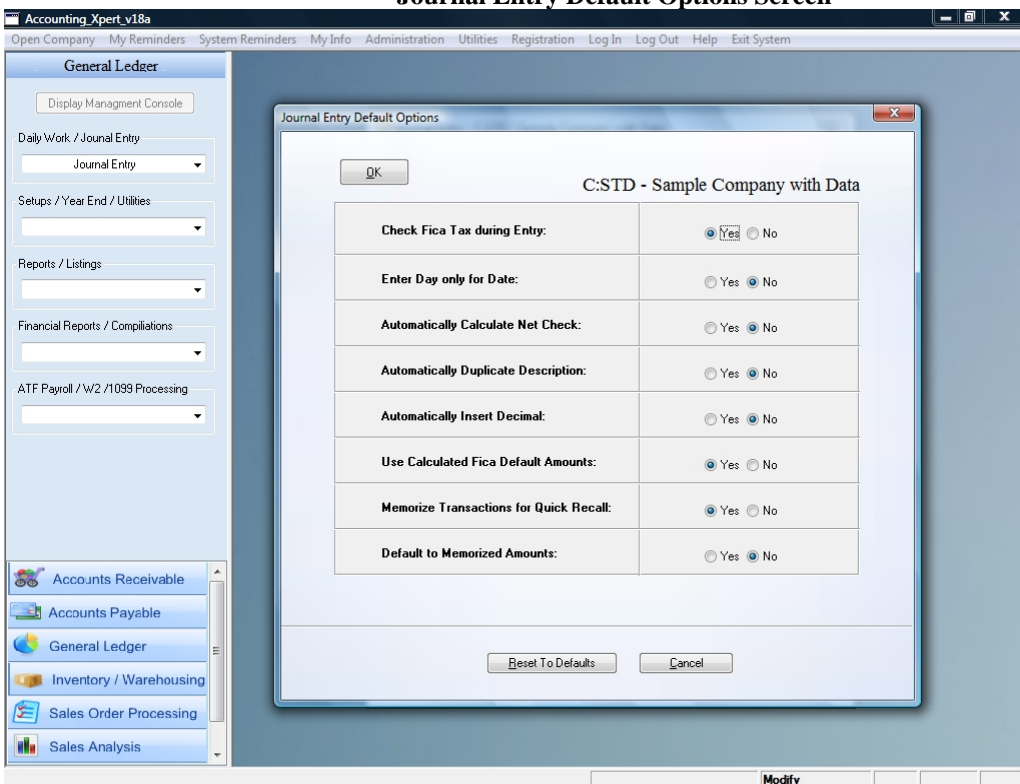 Journal Entry Default Options Screen
Accounting_Xpert_v18a
Open Company My Reminders System Reminders My Info Administration Utilities Registration Log In Log Out Help Exit System
General Ledger
Display Managment Console
Daily Work / Jounal Entry
Journal Entry
Setups / Year End / Utilities
Reports / Listings
Financial Reports / Compiliations
ATF Payroll / W2 /1099 Processing
Accounts Receivable
Accounts Payable
General Ledger
Inventory / Warehousing
Sales Order Processing
Sales Analysis
Journal Entry Default Options
OK
C:STD - Sample Company with Data
Check Fica Tax during Entry: Yes No
Enter Day only for Date: Yes No
Automatically Calculate Net Check: Yes No
Automatically Duplicate Description: Yes No
Automatically Insert Decimal: Yes No
Use Calculated Fica Default Amounts: Yes No
Memorize Transactions for Quick Recall: Yes No
Default to Memorized Amounts: Yes No
Reset To Defaults Cancel
Modify